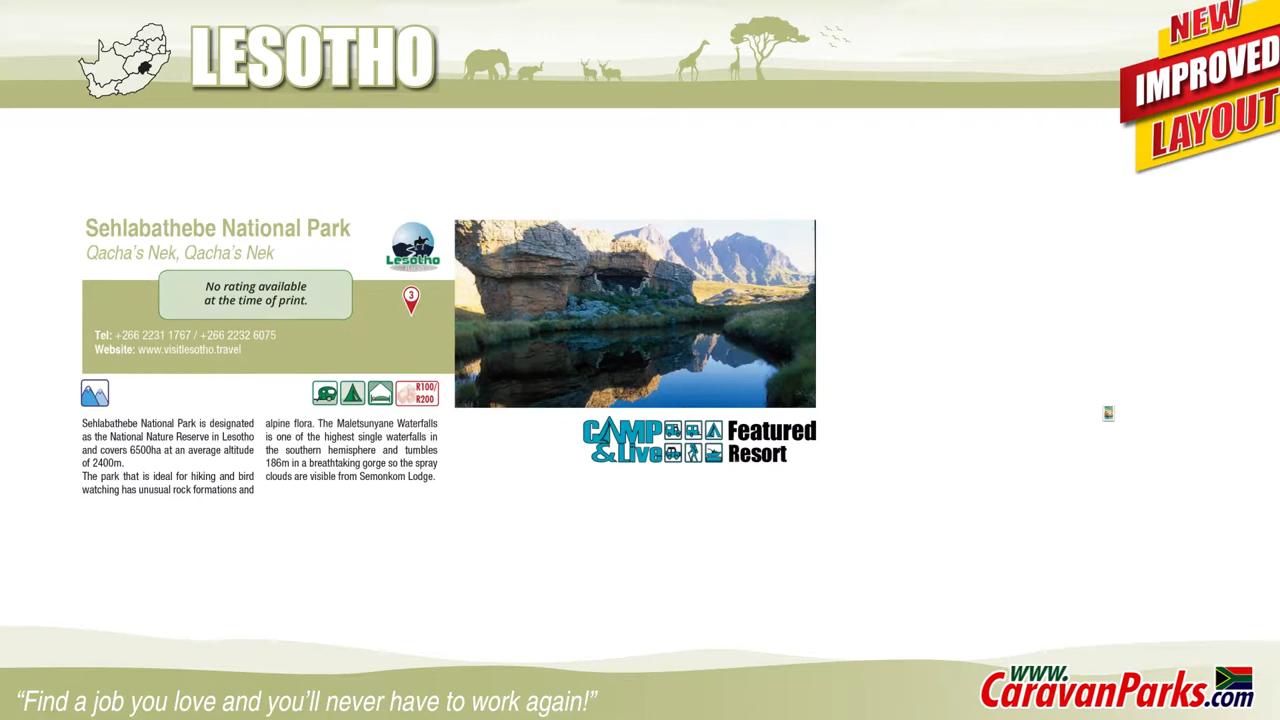 LESOTHO
NEW
IMPROVED
LAYOUT
Sehlabathebe National Park
Qacha's Nek, Qacha's Nek
Lesotho
No rating available
at the time of print.
3
Tel: +266 2231 1767 / +266 2232 6075
Website: www.visitlesotho.travel
R100/
R200
Sehlabathebe National Park is designated
as the National Nature Reserve in Lesotho
and covers 6500ha at an average altitude
of 2400m.
The park that is ideal for hiking and bird
watching has unusual rock formations and
alpine flora. The Maletsunyane Waterfalls
is one of the highest single waterfalls in
the southern hemisphere and tumbles
186m in a breathtaking gorge so the spray
clouds are visible from Semonkom Lodge.
CAMP
&Live
Featured
Resort
“Find a job you love and you’ll never have to work again!”
www.
CaravanParks.com